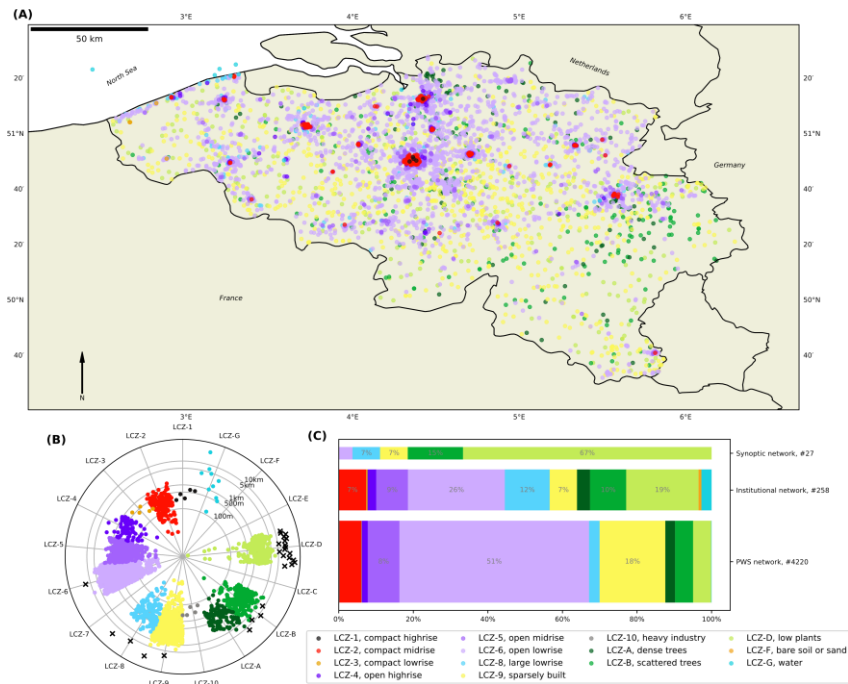 (A)
3°E 4°E 5°E 6°E
50 km
North Sea
Netherlands
20′ 20′
51°N 51°N
Germany
40′ 40′
20′ 20′
50°N France 50°N
40′ 40′
N
3°E 4°E 5°E 6°E
(B)
LCZ-1
LCZ-2 LCZ-G
LCZ-3 LCZ-F
LCZ-4 LCZ-E
LCZ-5 LCZ-D
LCZ-6 LCZ-C
LCZ-7 LCZ-B
LCZ-8 LCZ-A
LCZ-9 LCZ-10
10km
5km
1km
500m
100m
(C)
7% 7% 67% Synoptic network, #27
7% 26% 12% 7% 19% Institutional network, #258
51% 18% PWS network, #4220
0% 20% 40% 60% 80% 100%
LCZ-1, compact highrise LCZ-5, open midrise LCZ-10, heavy industry LCZ-D, low plants
LCZ-2, compact midrise LCZ-6, open lowrise LCZ-A, dense trees LCZ-F, bare soil or sand
LCZ-3, compact lowrise LCZ-8, large lowrise LCZ-B, scattered trees LCZ-G, water
LCZ-4, open highrise LCZ-9, sparsely built